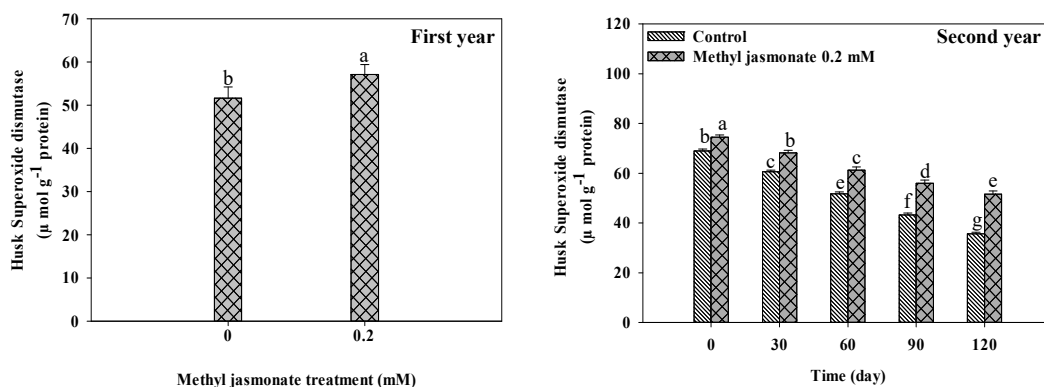 First year
Husk Superoxide dismutase
(µ mol g⁻¹ protein)
70
60
50
40
30
20
10
0
b
a
0
0.2
Methyl jasmonate treatment (mM)
Second year
Control
Methyl jasmonate 0.2 mM
Husk Superoxide dismutase
(µ mol g⁻¹ protein)
120
100
80
60
40
20
0
b a
c b
e c
f d
g e
0 30 60 90 120
Time (day)